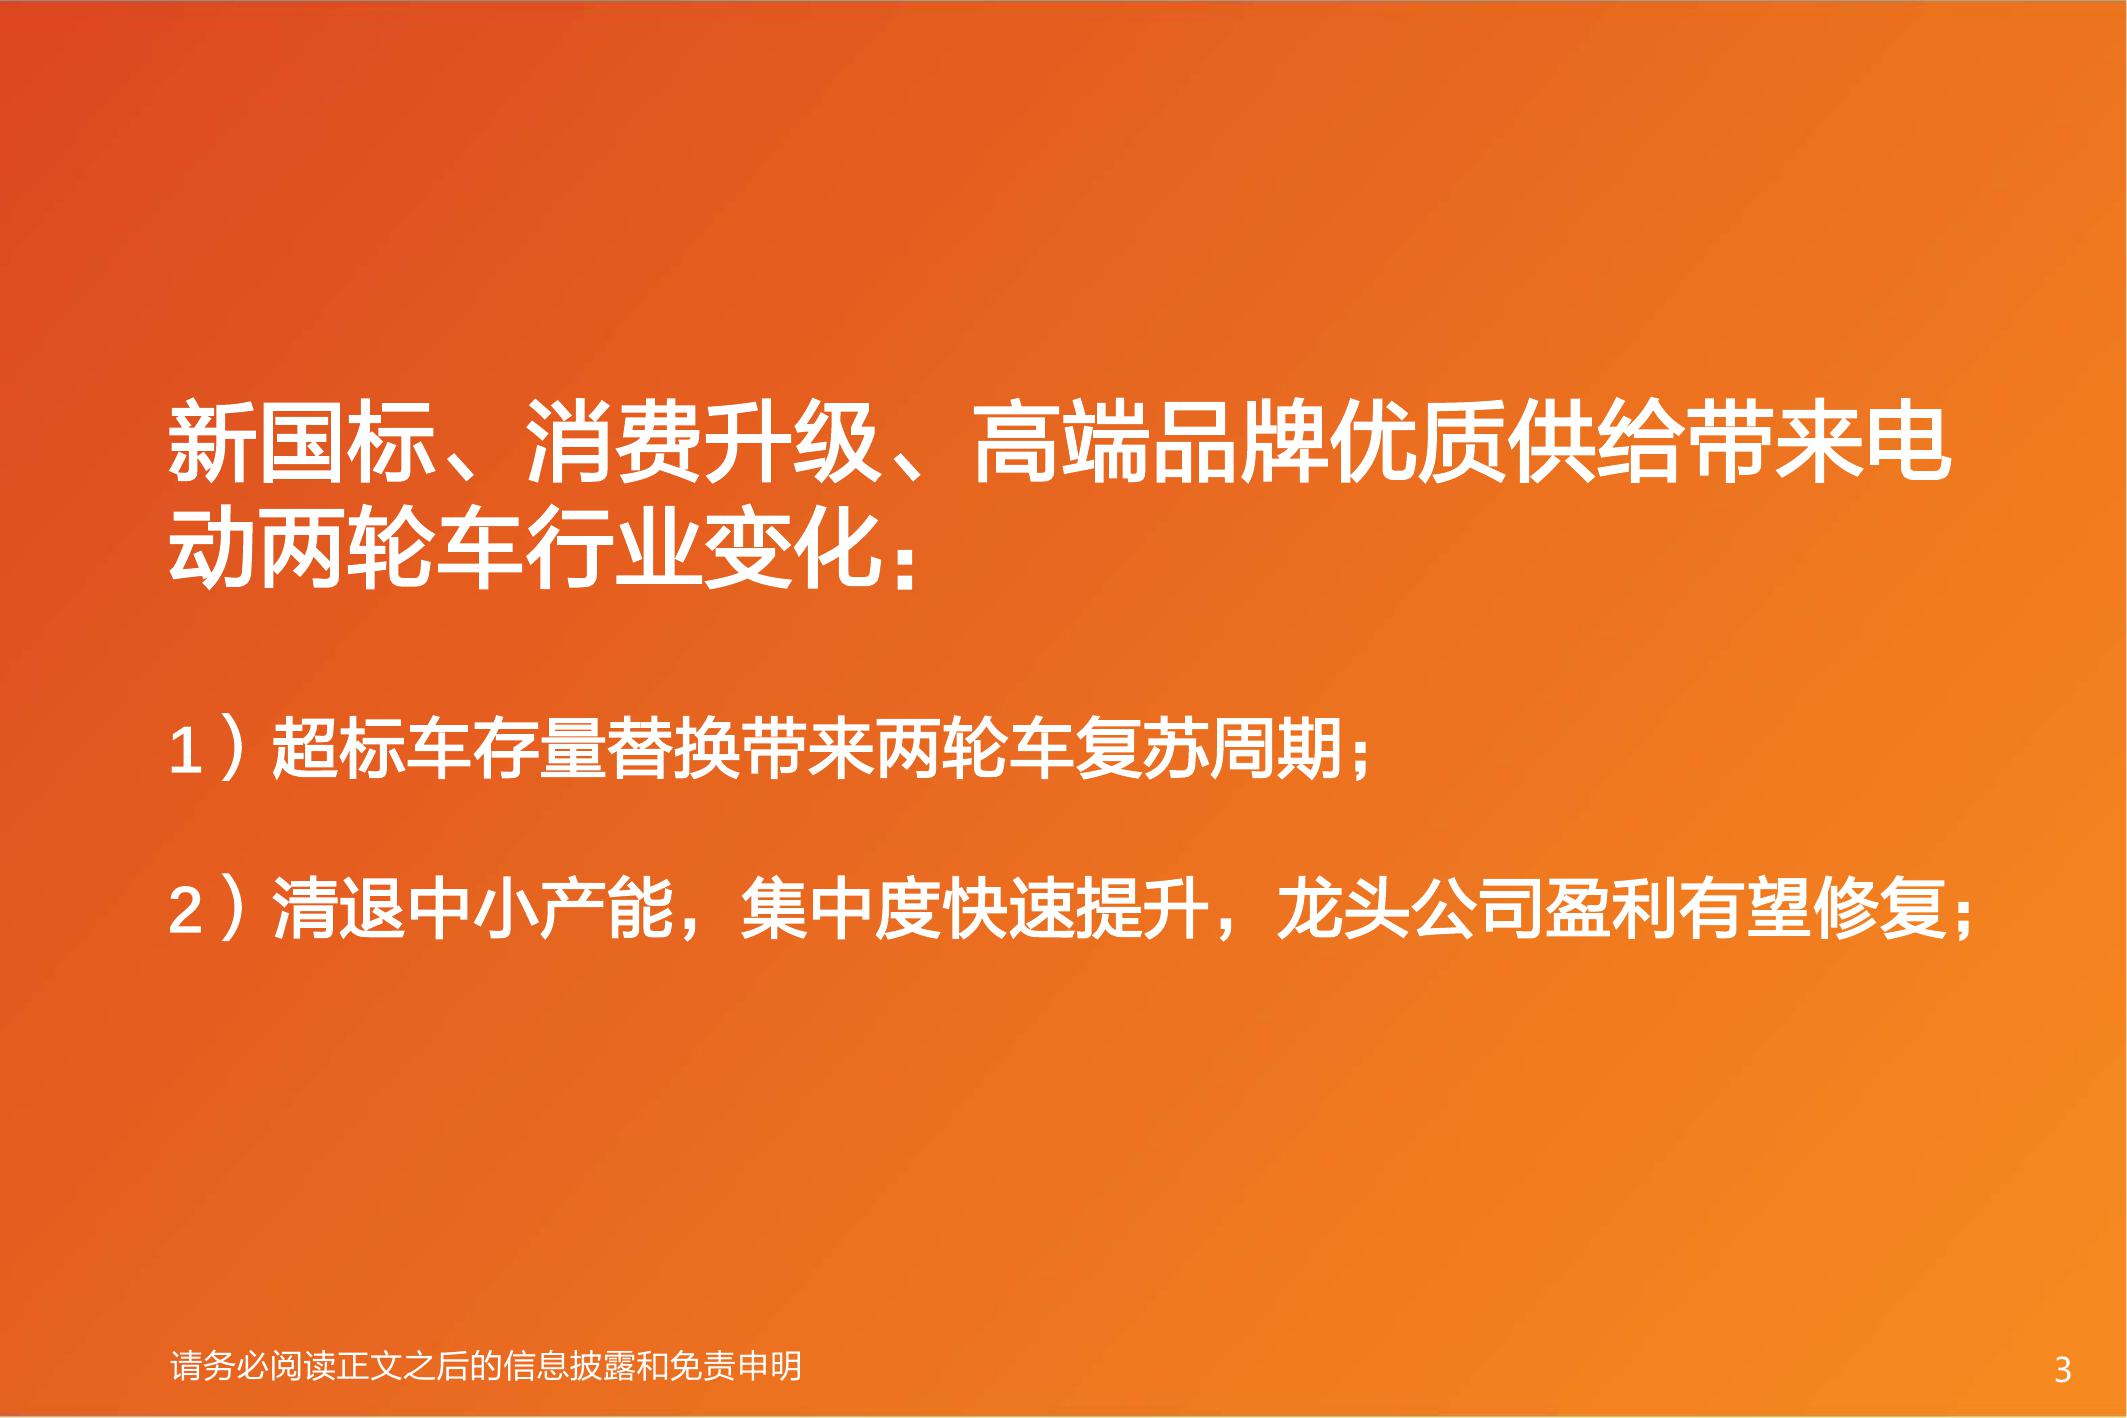 新国标、消费升级、高端品牌优质供给带来电
动两轮车行业变化：
1）超标车存量替换带来两轮车复苏周期；
2）清退中小产能，集中度快速提升，龙头公司盈利有望修复；
请务必阅读正文之后的信息披露和免责申明
3